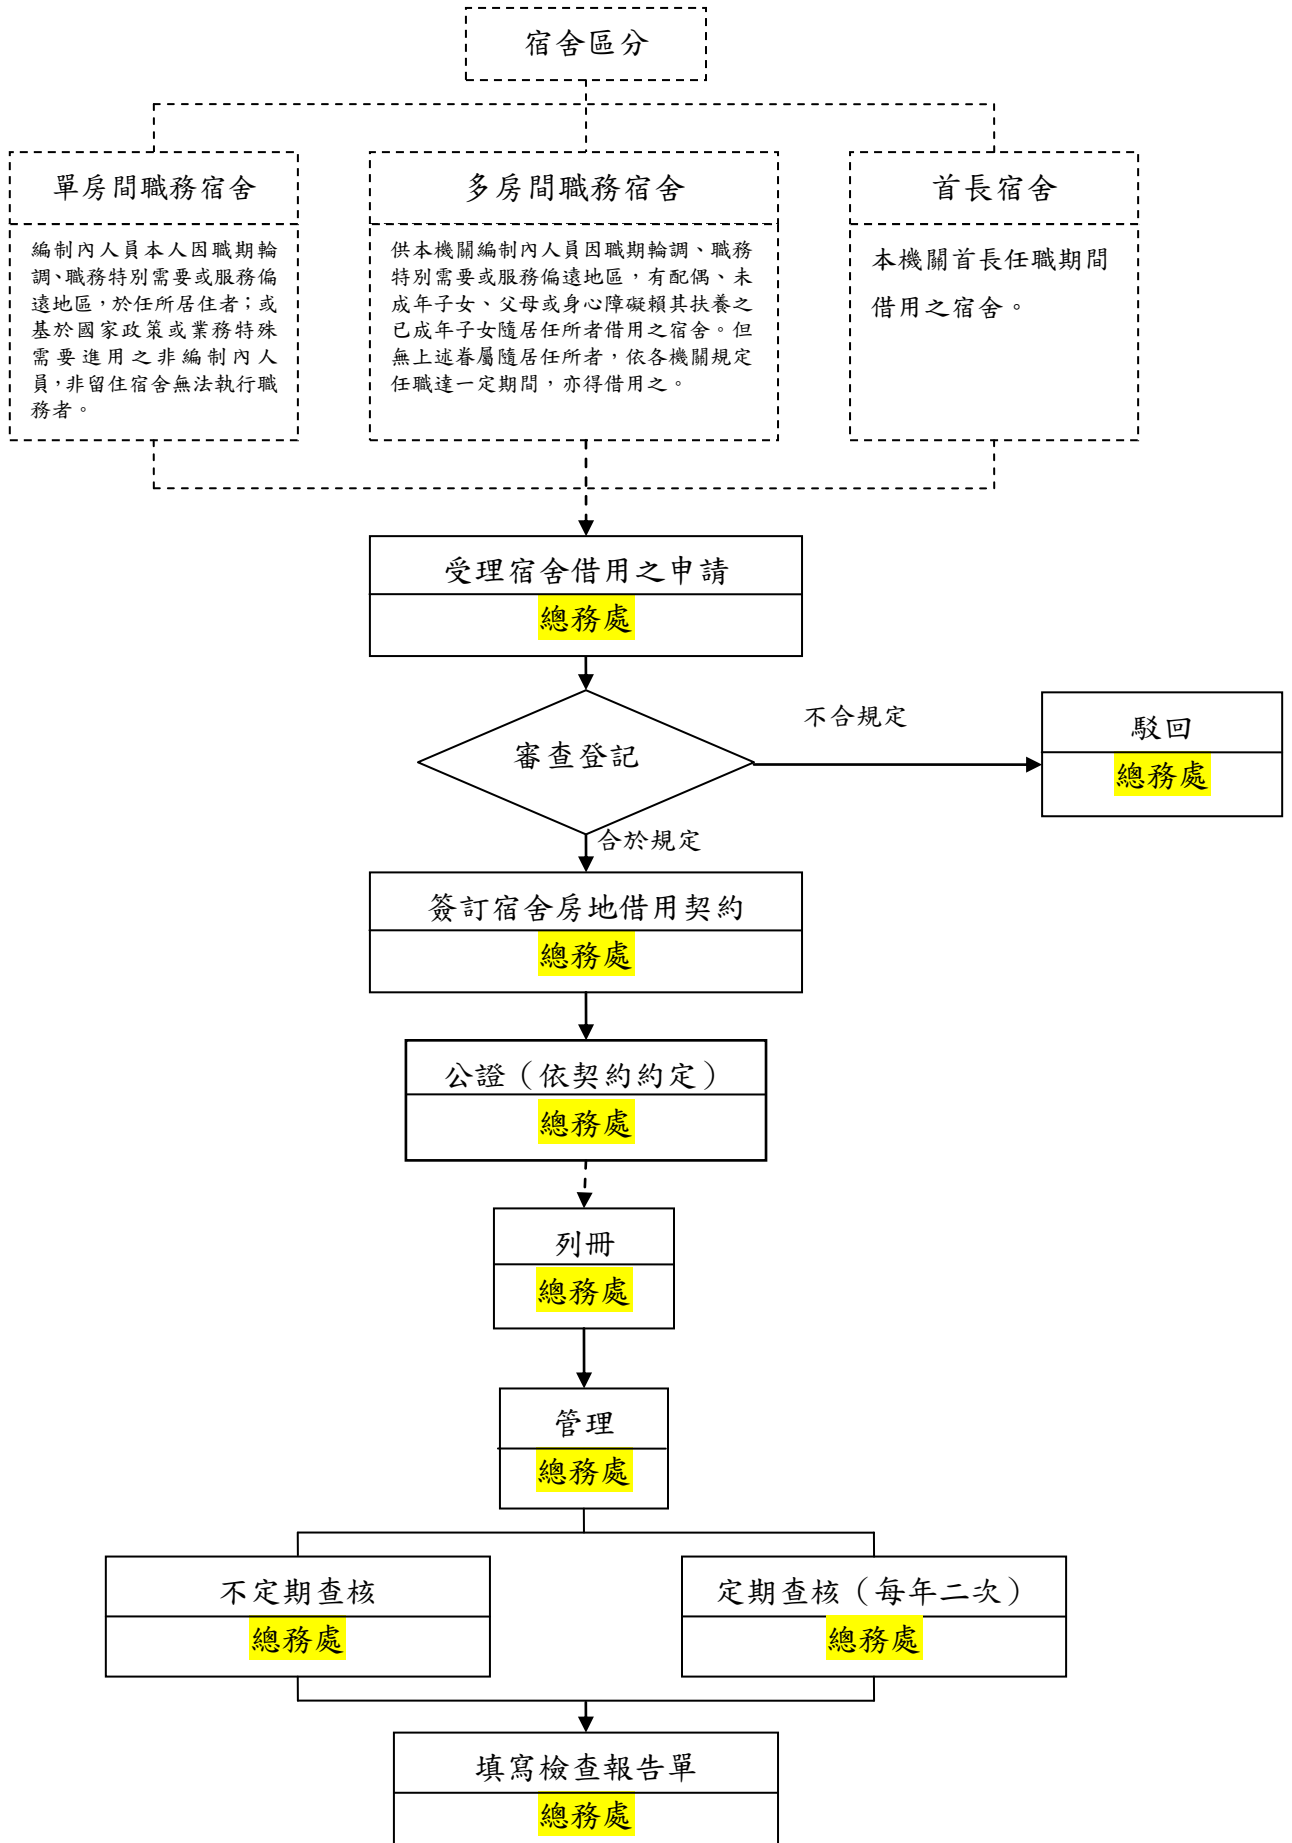 宿舍區分
單房間職務宿舍
編制內人員本人因職期輪
調、職務特別需要或服務偏
遠地區，於任所居住者；或
基於國家政策或業務特殊
需要進用之非編制內人
員，非留住宿舍無法執行職
務者。
多房間職務宿舍
供本機關編制內人員因職期輪調、職務
特別需要或服務偏遠地區，有配偶、未
成年子女、父母或身心障礙賴其扶養之
已成年子女隨居任所者借用之宿舍。但
無上述眷屬隨居任所者，依各機關規定
任職達一定期間，亦得借用之。
首長宿舍
本機關首長任職期間
借用之宿舍。
受理宿舍借用之申請
總務處
審查登記
不合規定
駁回
總務處
合於規定
簽訂宿舍房地借用契約
總務處
公證（依契約約定）
總務處
列冊
總務處
管理
總務處
不定期查核
總務處
定期查核（每年二次）
總務處
填寫檢查報告單
總務處